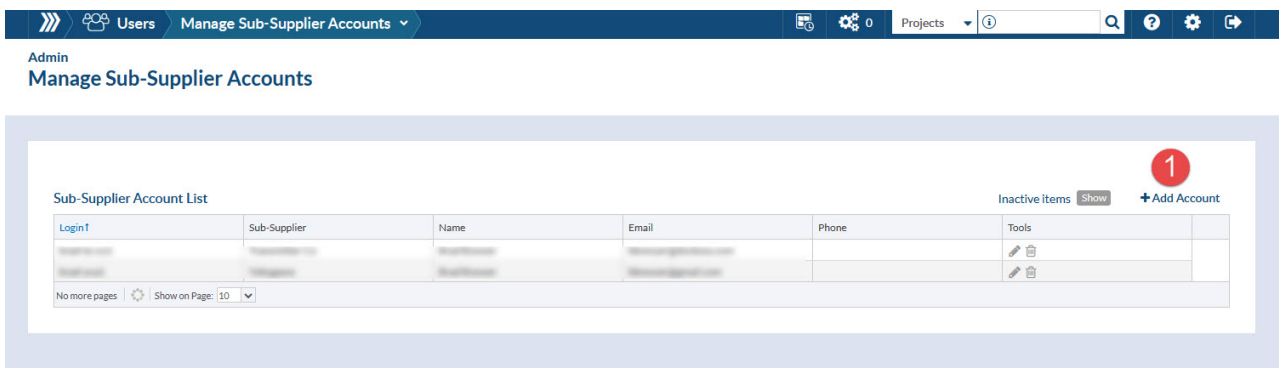 Users Manage Sub-Supplier Accounts 0 Projects
Admin
Manage Sub-Supplier Accounts
1
Sub-Supplier Account List Inactive items Show +Add Account
Login↑ Sub-Supplier Name Email Phone Tools
No more pages Show on Page: 10